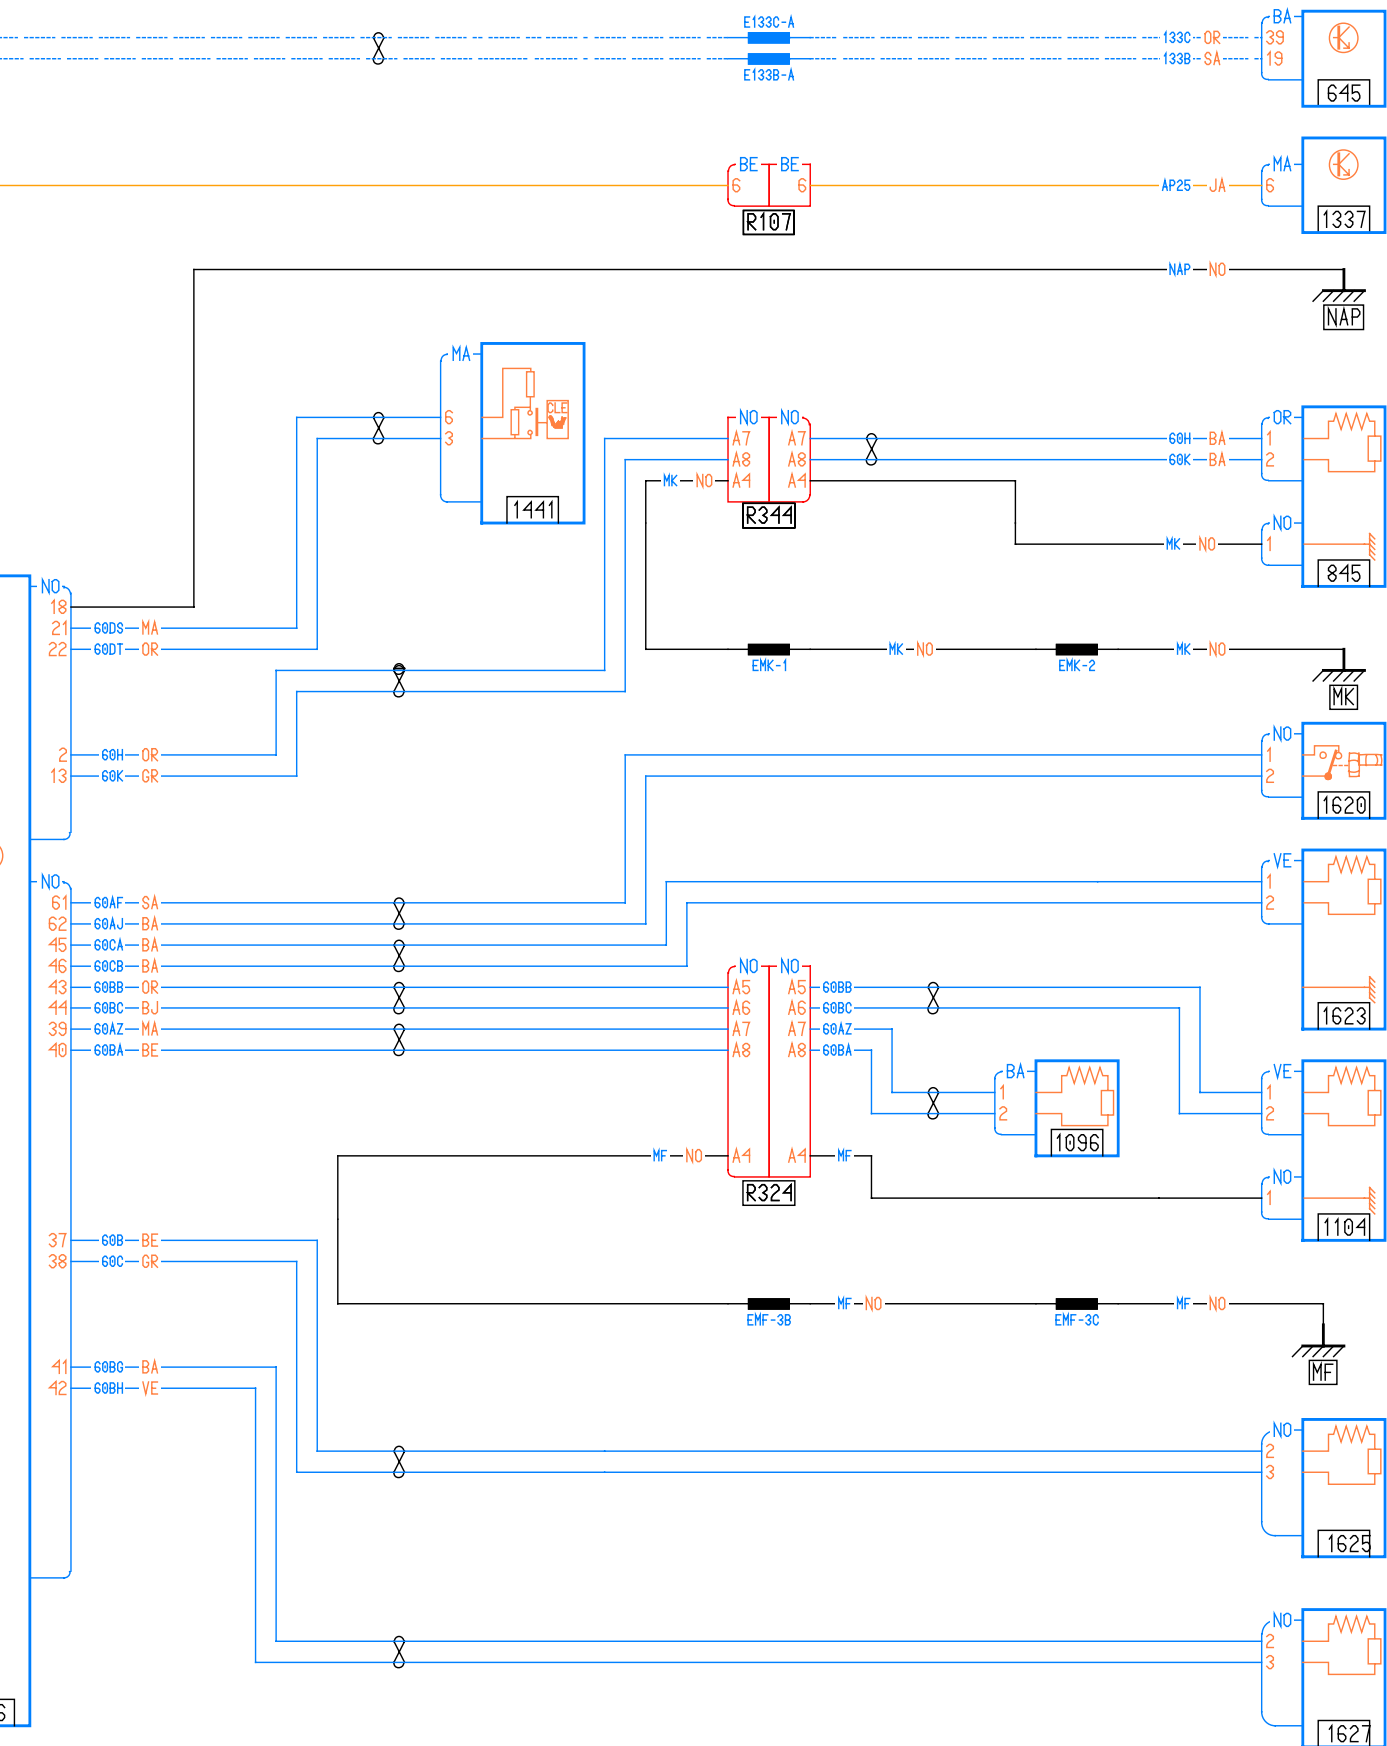 E133C-A
133C OR
E133B-A
133B SA
BA
39
19
645
BE BE
6 6
R107
AP25 JA
MA
6
1337
NAP NO
NAP
MA
6
3
CLE
1441
NO NO
A7 A7
A8 A8
MK NO A4 A4
R344
60H BA
60K BA
OR
1
2
MK NO
NO
1
845
NO
18
21 60DS MA
22 60DT OR
2 60H OR
13 60K GR
EMK-1
MK NO
EMK-2
MK NO
MK
NO
1
2
1620
NO
61 60AF SA
62 60AJ BA
45 60CA BA
46 60CB BA
43 60BB OR
44 60BC BJ
39 60AZ MA
40 60BA BE
VE
1
2
1623
NO NO
A5 A5 60BB
A6 A6 60BC
A7 A7 60AZ
A8 A8 60BA
MF NO A4 A4 MF
R324
BA
1
2
1096
VE
1
2
NO
1
1104
37 60B BE
38 60C GR
EMF-3B
MF NO
EMF-3C
MF NO
MF
41 60BG BA
42 60BH VE
NO
2
3
1625
NO
2
3
1627
6